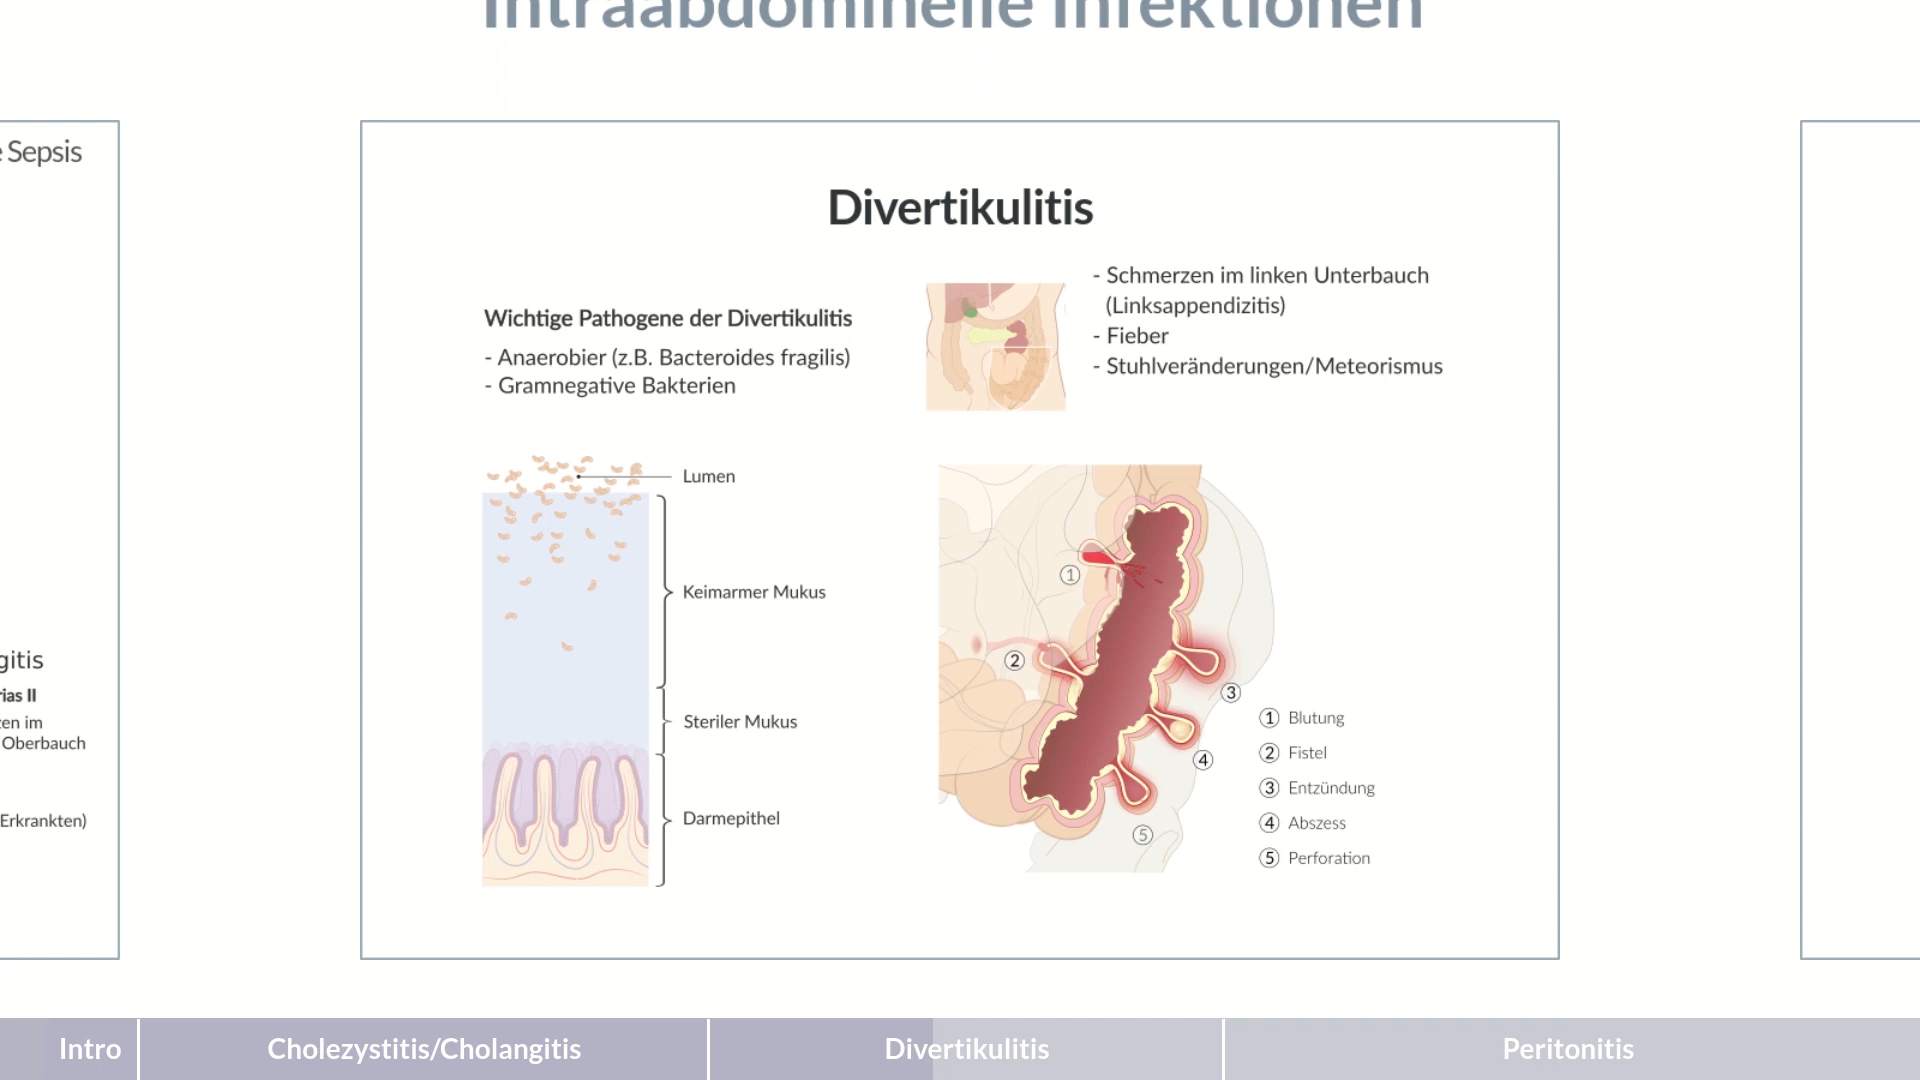 Intraabdominelle Infektionen
Sepsis
gitis
ias II
en im
Oberbauch
Erkrankten)
Divertikulitis
Wichtige Pathogene der Divertikulitis
- Anaerobier (z.B. Bacteroides fragilis)
- Gramnegative Bakterien
- Schmerzen im linken Unterbauch
(Linksappendizitis)
- Fieber
- Stuhlveränderungen/Meteorismus
Lumen
Keimarmer Mukus
Steriler Mukus
Darmepithel
1
2
3
4
5
1 Blutung
2 Fistel
3 Entzündung
4 Abszess
5 Perforation
Intro
Cholezystitis/Cholangitis
Divertikulitis
Peritonitis